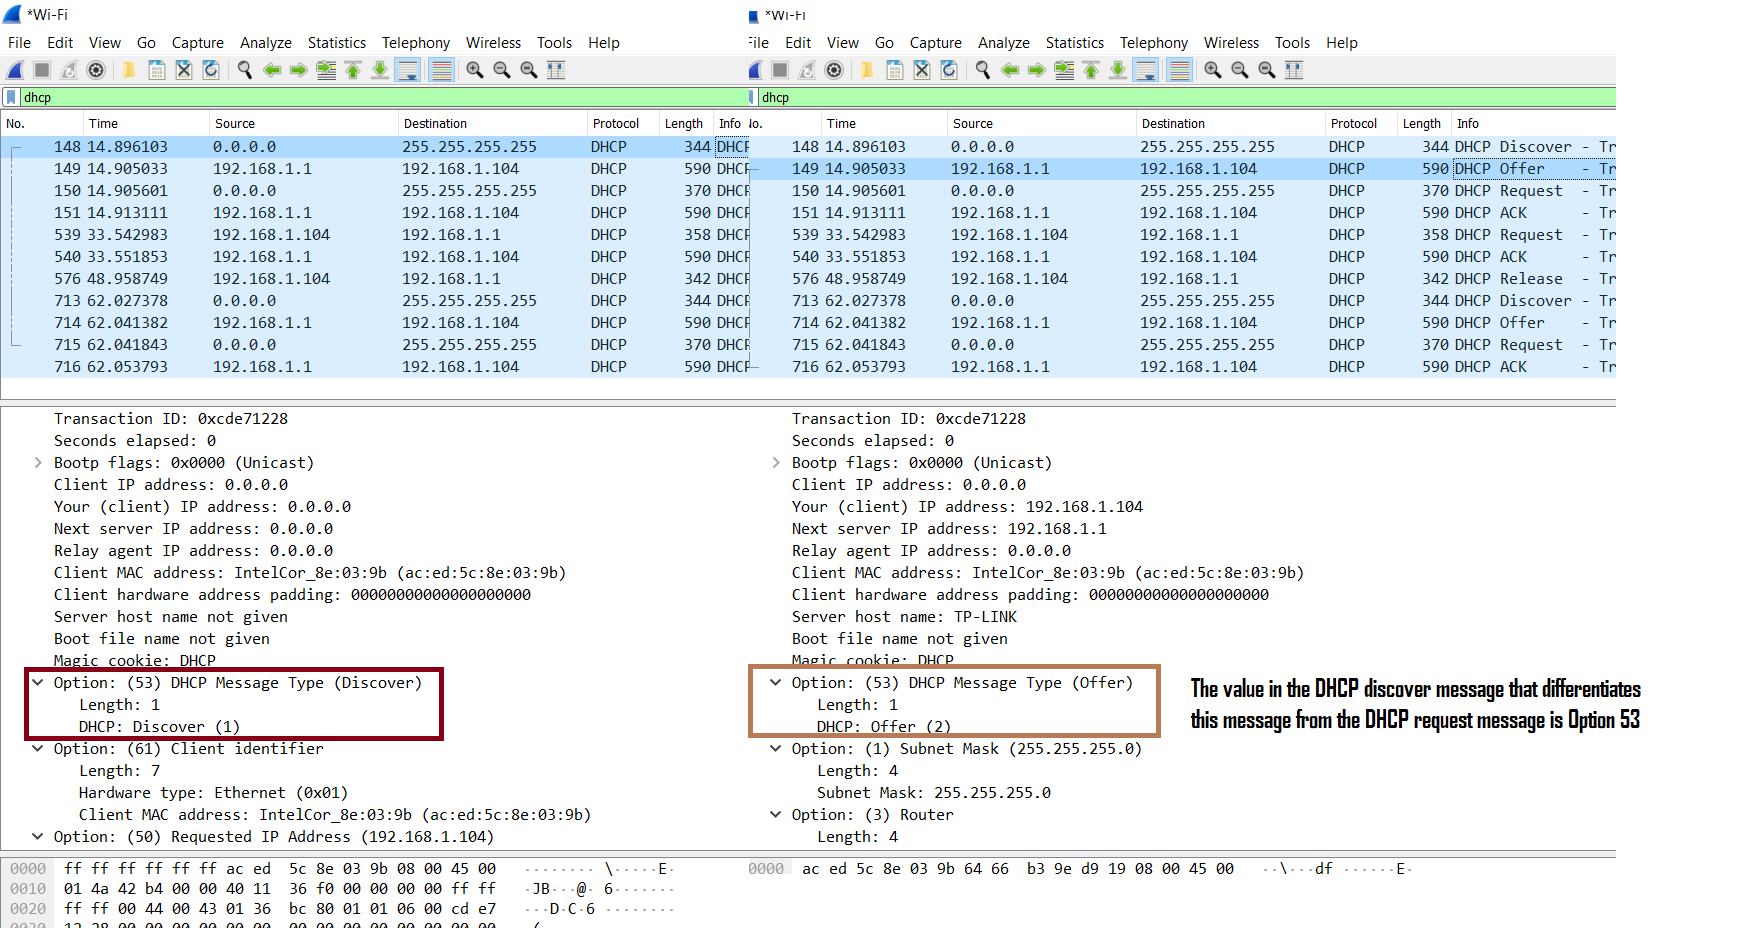 *Wi-Fi
File Edit View Go Capture Analyze Statistics Telephony Wireless Tools Help
dhcp
No. Time Source Destination Protocol Length Info
148 14.896103 0.0.0.0 255.255.255.255 DHCP 344 DHCP
149 14.905033 192.168.1.1 192.168.1.104 DHCP 590 DHCP
150 14.905601 0.0.0.0 255.255.255.255 DHCP 370 DHCP
151 14.913111 192.168.1.1 192.168.1.104 DHCP 590 DHCP
539 33.542983 192.168.1.104 192.168.1.1 DHCP 358 DHCP
540 33.551853 192.168.1.1 192.168.1.104 DHCP 590 DHCP
576 48.958749 192.168.1.104 192.168.1.1 DHCP 342 DHCP
713 62.027378 0.0.0.0 255.255.255.255 DHCP 344 DHCP
714 62.041382 192.168.1.1 192.168.1.104 DHCP 590 DHCP
715 62.041843 0.0.0.0 255.255.255.255 DHCP 370 DHCP
716 62.053793 192.168.1.1 192.168.1.104 DHCP 590 DHCP
Transaction ID: 0xcde71228
Seconds elapsed: 0
Bootp flags: 0x0000 (Unicast)
Client IP address: 0.0.0.0
Your (client) IP address: 0.0.0.0
Next server IP address: 0.0.0.0
Relay agent IP address: 0.0.0.0
Client MAC address: IntelCor_8e:03:9b (ac:ed:5c:8e:03:9b)
Client hardware address padding: 00000000000000000000
Server host name not given
Boot file name not given
Magic cookie: DHCP
Option: (53) DHCP Message Type (Discover)
Length: 1
DHCP: Discover (1)
Option: (61) Client identifier
Length: 7
Hardware type: Ethernet (0x01)
Client MAC address: IntelCor_8e:03:9b (ac:ed:5c:8e:03:9b)
Option: (50) Requested IP Address (192.168.1.104)
0000 ff ff ff ff ff ff ac ed 5c 8e 03 9b 08 00 45 00 ········ \·····E·
0010 01 4a 42 b4 00 00 40 11 36 f0 00 00 00 00 ff ff ·JB···@· 6·······
0020 ff ff 00 44 00 43 01 36 bc 80 01 01 06 00 cd e7 ···D·C·6 ········
*Wi-Fi
File Edit View Go Capture Analyze Statistics Telephony Wireless Tools Help
dhcp
No. Time Source Destination Protocol Length Info
148 14.896103 0.0.0.0 255.255.255.255 DHCP 344 DHCP Discover - Tr
149 14.905033 192.168.1.1 192.168.1.104 DHCP 590 DHCP Offer - Tr
150 14.905601 0.0.0.0 255.255.255.255 DHCP 370 DHCP Request - Tr
151 14.913111 192.168.1.1 192.168.1.104 DHCP 590 DHCP ACK - Tr
539 33.542983 192.168.1.104 192.168.1.1 DHCP 358 DHCP Request - Tr
540 33.551853 192.168.1.1 192.168.1.104 DHCP 590 DHCP ACK - Tr
576 48.958749 192.168.1.104 192.168.1.1 DHCP 342 DHCP Release - Tr
713 62.027378 0.0.0.0 255.255.255.255 DHCP 344 DHCP Discover - Tr
714 62.041382 192.168.1.1 192.168.1.104 DHCP 590 DHCP Offer - Tr
715 62.041843 0.0.0.0 255.255.255.255 DHCP 370 DHCP Request - Tr
716 62.053793 192.168.1.1 192.168.1.104 DHCP 590 DHCP ACK - Tr
Transaction ID: 0xcde71228
Seconds elapsed: 0
Bootp flags: 0x0000 (Unicast)
Client IP address: 0.0.0.0
Your (client) IP address: 192.168.1.104
Next server IP address: 192.168.1.1
Relay agent IP address: 0.0.0.0
Client MAC address: IntelCor_8e:03:9b (ac:ed:5c:8e:03:9b)
Client hardware address padding: 00000000000000000000
Server host name: TP-LINK
Boot file name not given
Magic cookie: DHCP
Option: (53) DHCP Message Type (Offer)
Length: 1
DHCP: Offer (2)
Option: (1) Subnet Mask (255.255.255.0)
Length: 4
Subnet Mask: 255.255.255.0
Option: (3) Router
Length: 4
0000 ac ed 5c 8e 03 9b 64 66 b3 9e d9 19 08 00 45 00 ··\···df ······E·
The value in the DHCP discover message that differentiates
this message from the DHCP request message is Option 53